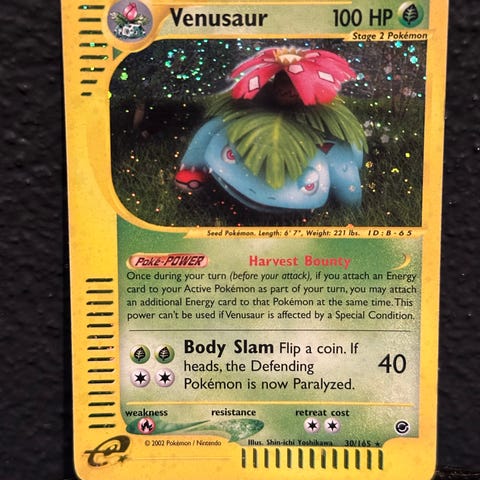 Venusaur 100 HP
Stage 2 Pokémon
Seed Pokémon. Length: 6' 7", Weight: 221 lbs. ID:B-65
Poké-POWER Harvest Bounty
Once during your turn (before your attack), if you attach an Energy
card to your Active Pokémon as part of your turn, you may attach
an additional Energy card to that Pokémon at the same time. This
power can't be used if Venusaur is affected by a Special Condition.
Body Slam Flip a coin. If
heads, the Defending
Pokémon is now Paralyzed.
40
weakness resistance retreat cost
© 2002 Pokémon / Nintendo Illus. Shin-ichi Yoshikawa 30/165 ★
e